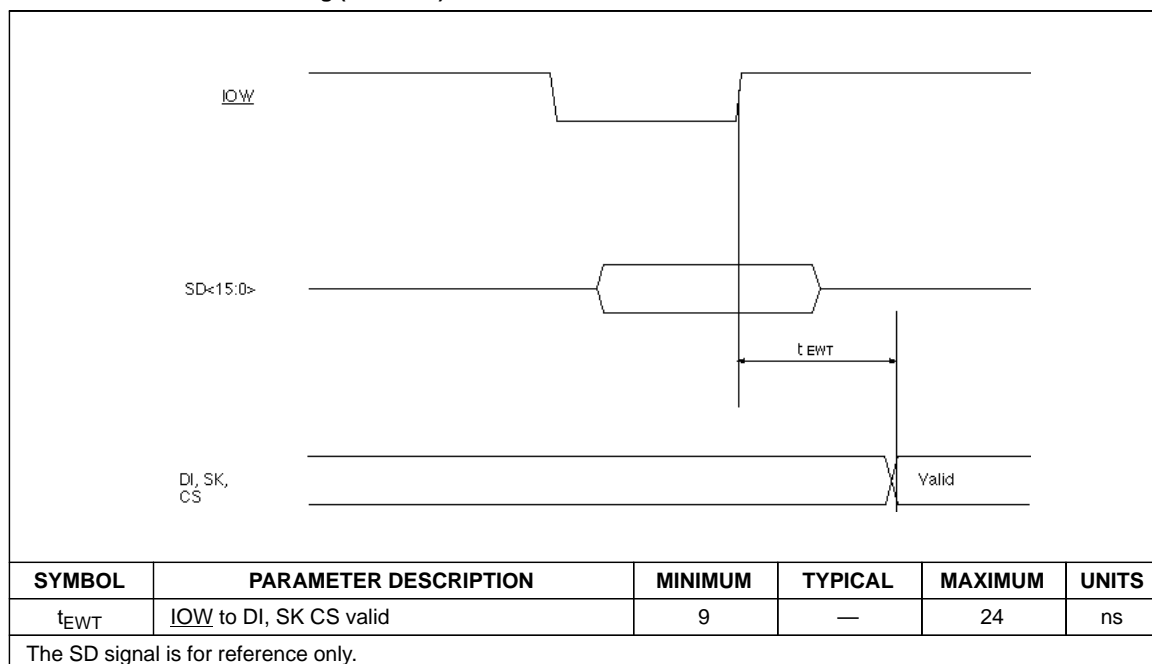 IOW
SD<15:0>
t EWT
DI, SK,
CS
Valid
SYMBOL PARAMETER DESCRIPTION MINIMUM TYPICAL MAXIMUM UNITS
tEWT IOW to DI, SK CS valid 9 — 24 ns
The SD signal is for reference only.